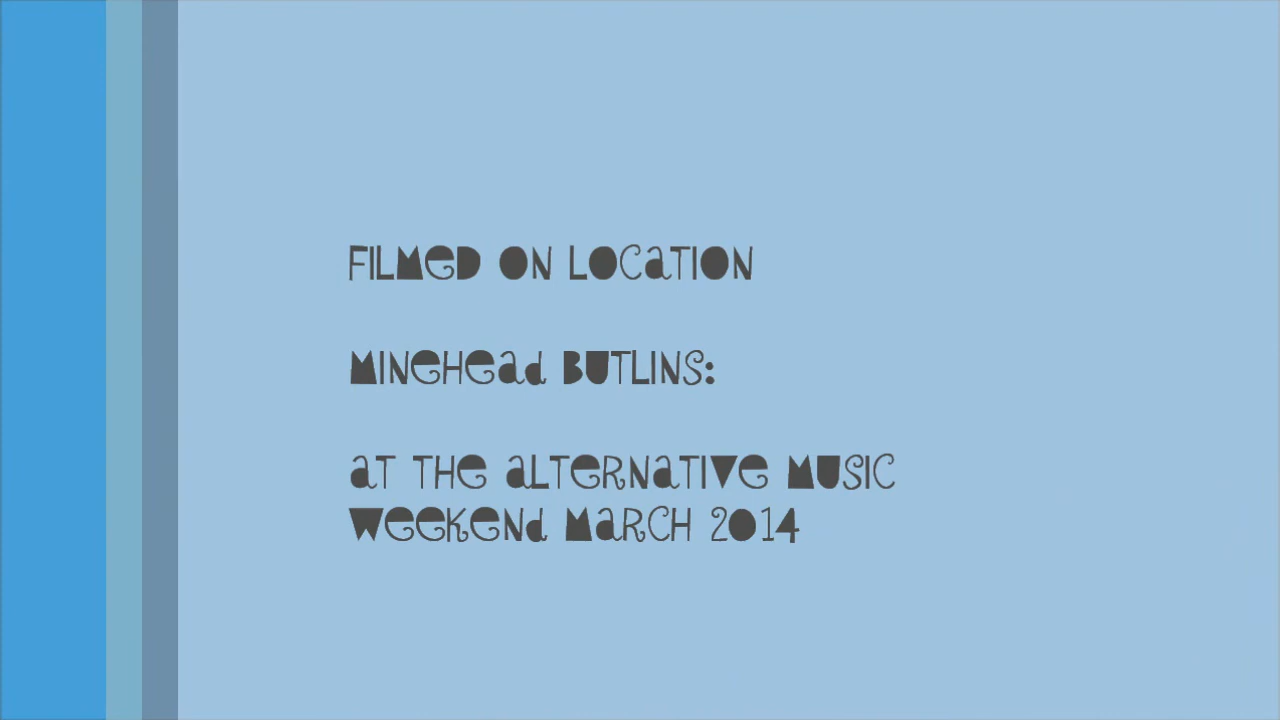 FILMED ON LOCATION
MINEHEAD BUTLINS:
AT THE ALTERNATIVE MUSIC
WEEKEND MARCH 2014